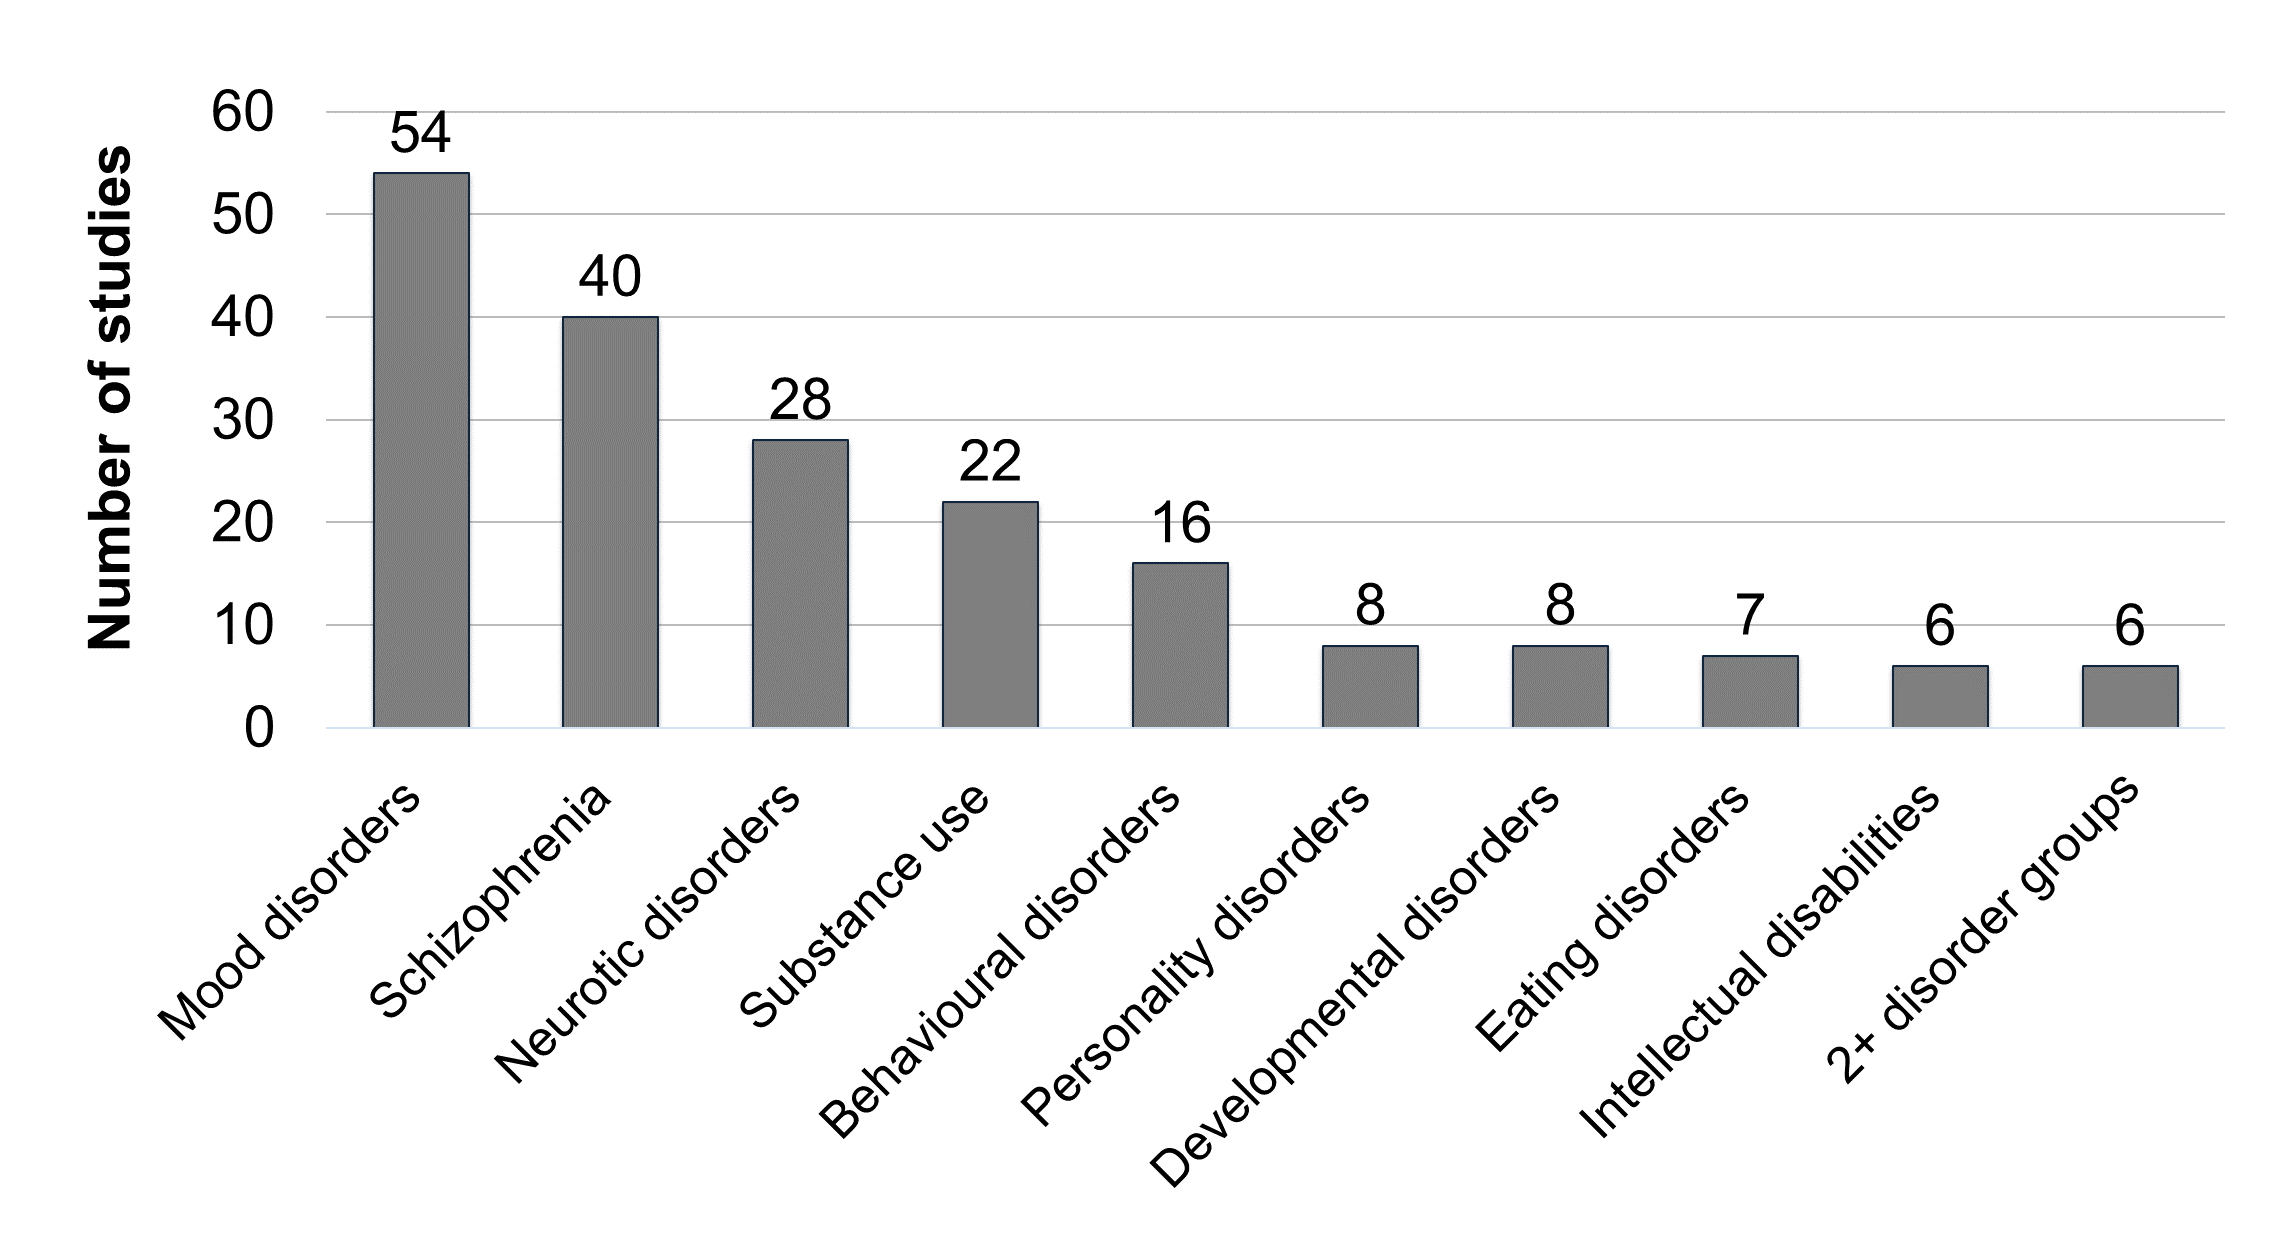 Number of studies
60
50
40
30
20
10
0
54
40
28
22
16
8
8
7
6
6
Mood disorders
Schizophrenia
Neurotic disorders
Substance use
Behavioural disorders
Personality disorders
Developmental disorders
Eating disorders
Intellectual disabilities
2+ disorder groups